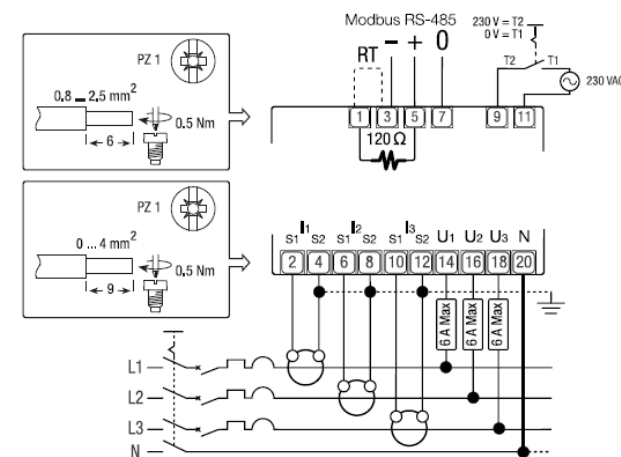 Modbus RS-485
230 V = T2
0 V = T1
RT
− + 0
T2 T1
230 VAC
PZ 1
0,8 – 2,5 mm²
6
0.5 Nm
1 3 5 7 9 11
120 Ω
PZ 1
0 ... 4 mm²
9
0.5 Nm
I1 I2 I3
S1 S2 S1 S2 S1 S2 U1 U2 U3 N
2 4 6 8 10 12 14 16 18 20
6 A Max 6 A Max 6 A Max
L1
L2
L3
N